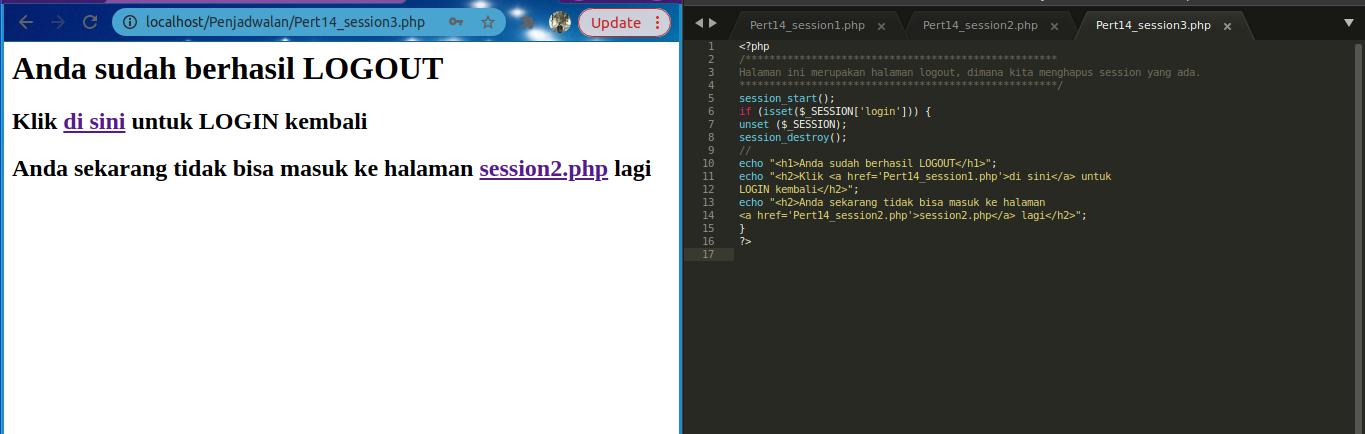 localhost/Penjadwalan/Pert14_session3.php
Update
Anda sudah berhasil LOGOUT
Klik di sini untuk LOGIN kembali
Anda sekarang tidak bisa masuk ke halaman session2.php lagi
Pert14_session1.php × Pert14_session2.php × Pert14_session3.php ×
1 <?php
2 /****************************************************
3 Halaman ini merupakan halaman logout, dimana kita menghapus session yang ada.
4 *****************************************************/
5 session_start();
6 if (isset($_SESSION['login'])) {
7 unset ($_SESSION);
8 session_destroy();
9 //
10 echo "<h1>Anda sudah berhasil LOGOUT</h1>";
11 echo "<h2>Klik <a href='Pert14_session1.php'>di sini</a> untuk
12 LOGIN kembali</h2>";
13 echo "<h2>Anda sekarang tidak bisa masuk ke halaman
14 <a href='Pert14_session2.php'>session2.php</a> lagi</h2>";
15 }
16 ?>
17